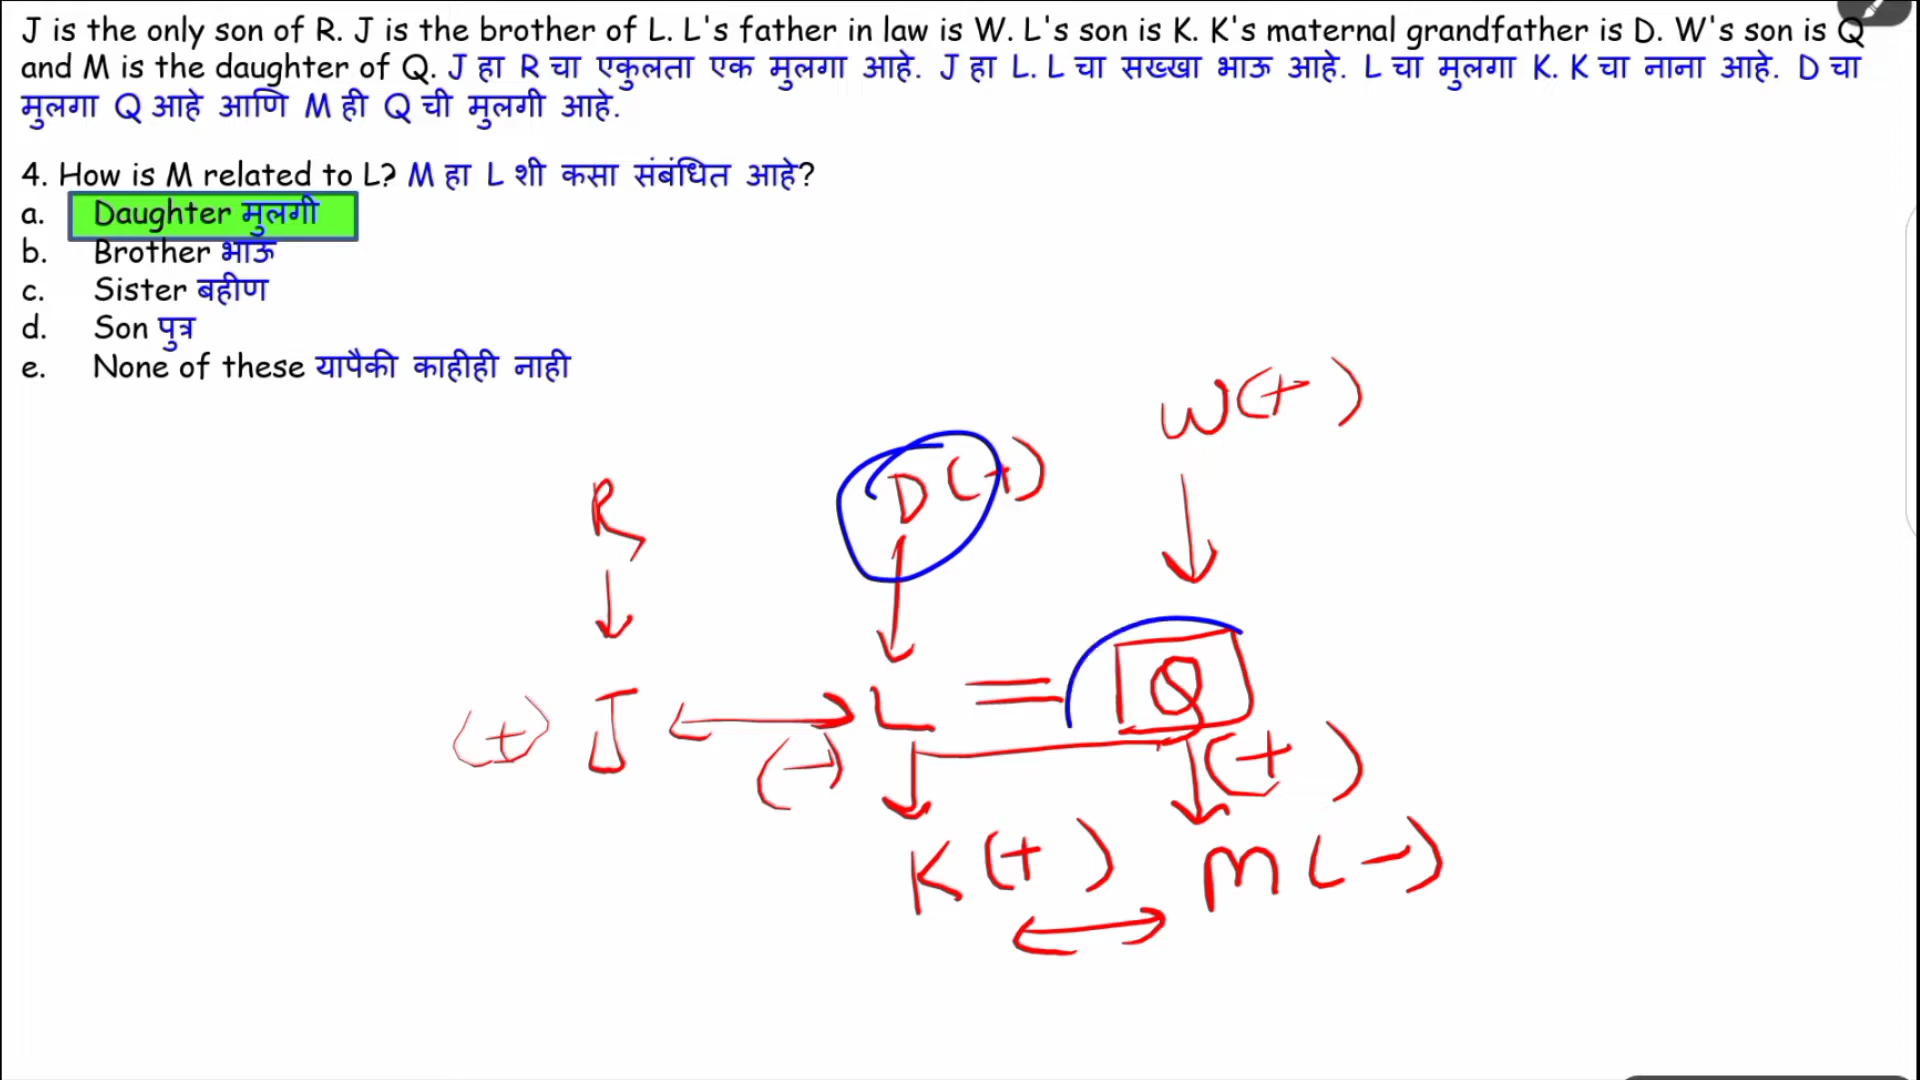 J is the only son of R. J is the brother of L. L's father in law is W. L's son is K. K's maternal grandfather is D. W's son is Q
and M is the daughter of Q. J हा R चा एकुलता एक मुलगा आहे. J हा L. L चा सख्खा भाऊ आहे. L चा मुलगा K. K चा नाना आहे. D चा
मुलगा Q आहे आणि M ही Q ची मुलगी आहे.
4. How is M related to L? M हा L शी कसा संबंधित आहे?
a. Daughter मुलगी
b. Brother भाऊ
c. Sister बहीण
d. Son पुत्र
e. None of these यापैकी काहीही नाही
W(+)
R D(+)
(+) J L = Q
(-) (+)
K(+) M(-)